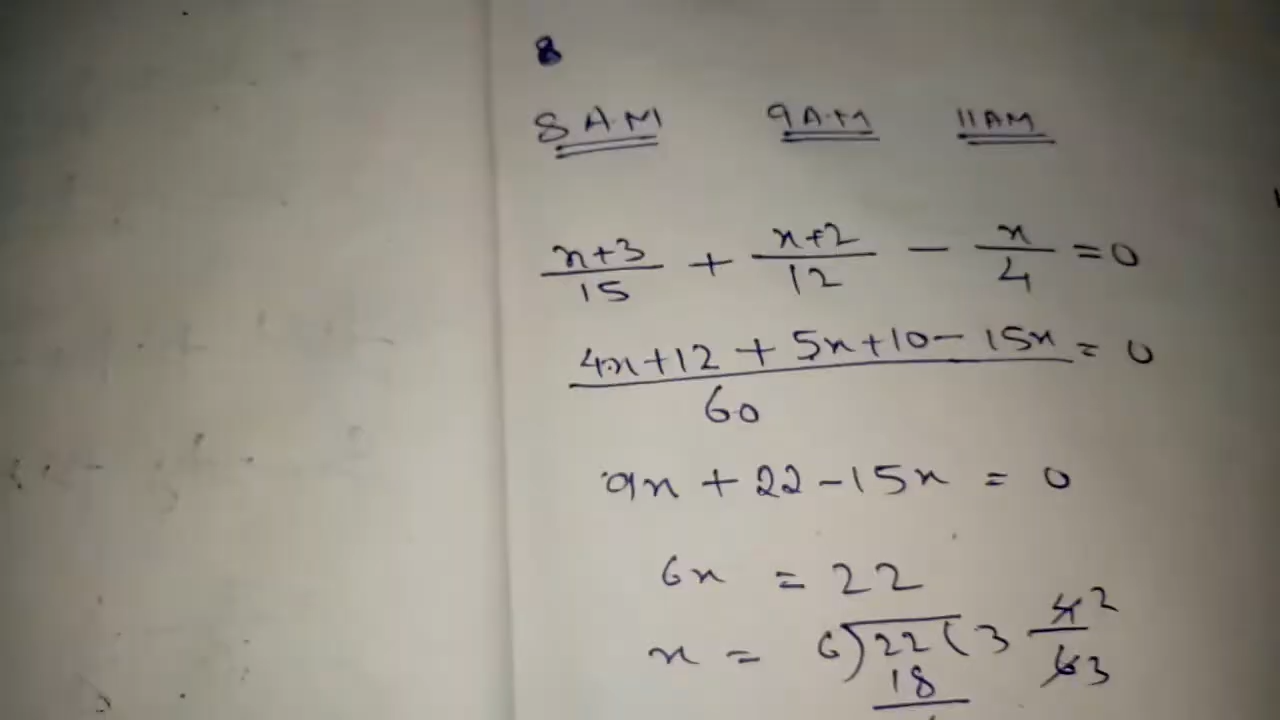 8
8 A.M 9 A.M 11 AM
x+3/15 + x+2/12 - x/4 = 0
4x+12 + 5x+10 - 15x/60 = 0
9x + 22 - 15x = 0
6x = 22
x = 6)22(3 4 2/6 3
18